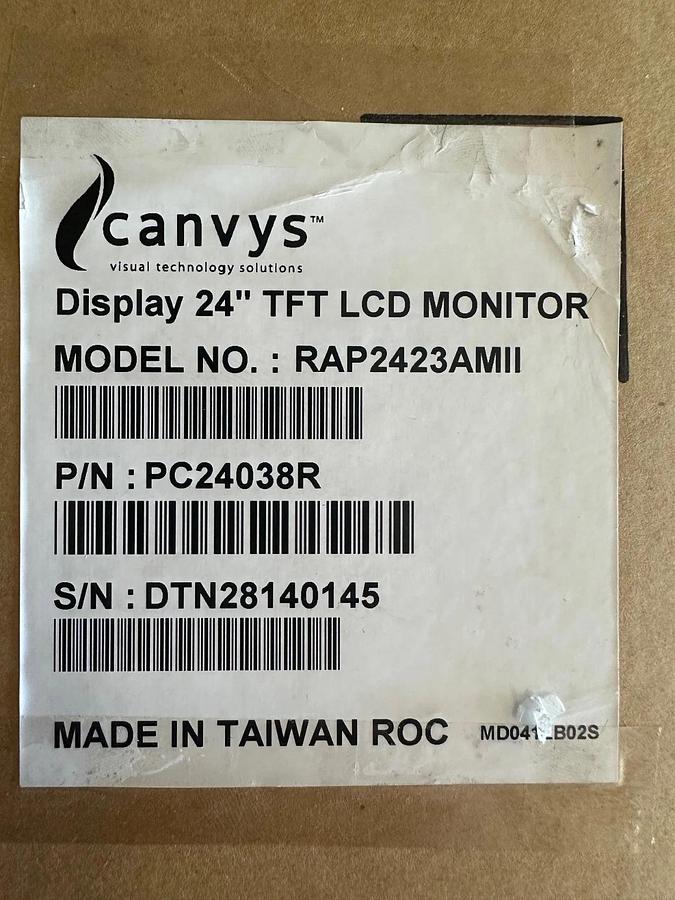 canvys™
visual technology solutions
Display 24" TFT LCD MONITOR
MODEL NO. : RAP2423AMII
P/N : PC24038R
S/N : DTN28140145
MADE IN TAIWAN ROC